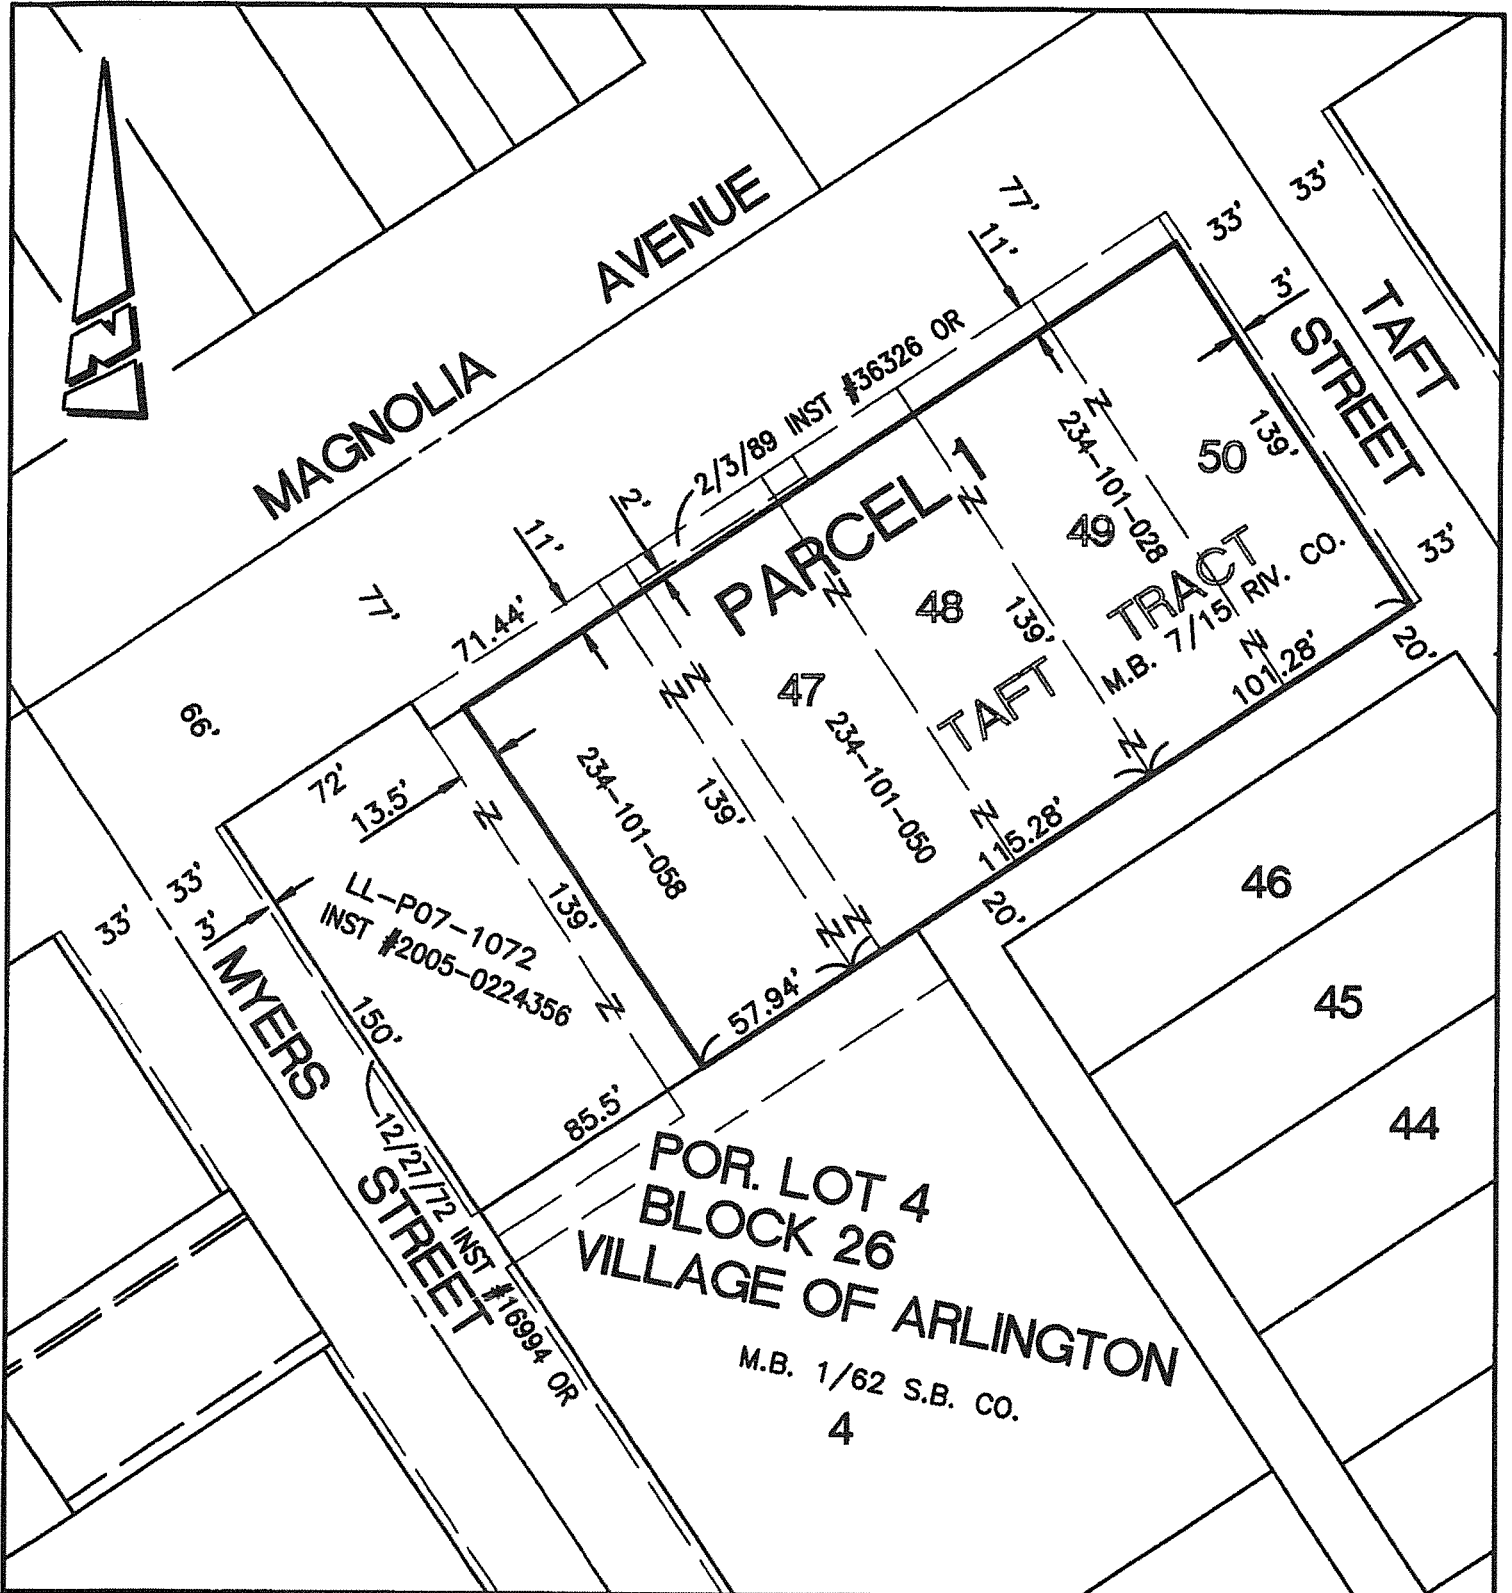 N
MAGNOLIA AVENUE
77'
11'
33'
33'
3'
TAFT
STREET
2/3/89 INST #36326 OR
2'
11'
77'
71.44'
66'
PARCEL 1
50
139'
234-101-028
49
TRACT
M.B. 7/15 RIV. CO.
33'
48
139'
TAFT
101.28'
20'
47
234-101-050
115.28'
139'
234-101-058
72'
13.5'
LL-P07-1072
INST #2005-0224356
139'
57.94'
20'
33'
33'
3'
MYERS
STREET
150'
12/27/72 INST #16994 OR
85.5'
46
45
44
POR. LOT 4
BLOCK 26
VILLAGE OF ARLINGTON
M.B. 1/62 S.B. CO.
4